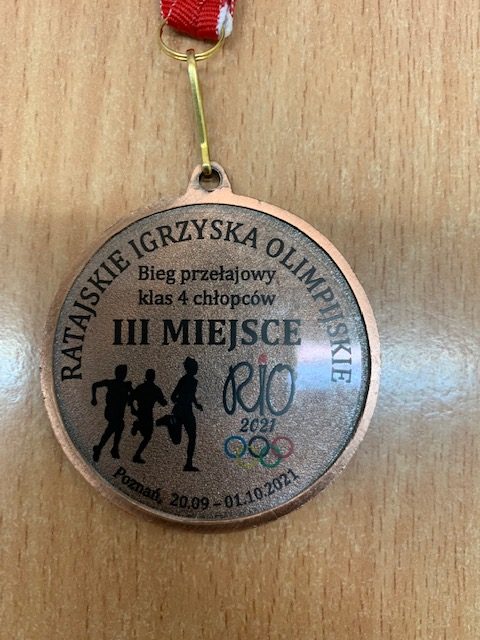 RATAJSKIE IGRZYSKA OLIMPIJSKIE
Bieg przełajowy
klas 4 chłopców
III MIEJSCE
RIO
2021
Poznań, 20.09 – 01.10.2021